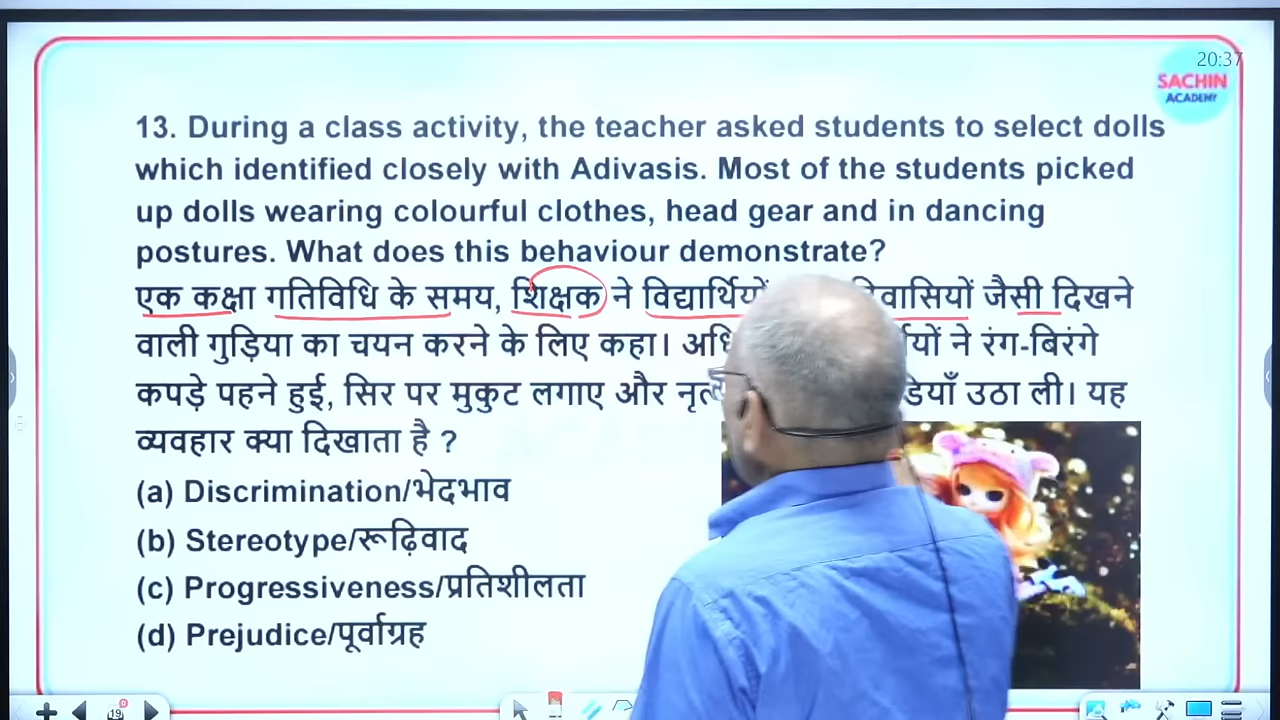 20:37
SACHIN
ACADEMY
13. During a class activity, the teacher asked students to select dolls
which identified closely with Adivasis. Most of the students picked
up dolls wearing colourful clothes, head gear and in dancing
postures. What does this behaviour demonstrate?
एक कक्षा गतिविधि के समय, शिक्षक ने विद्यार्थियों जैसी दिखने
वाली गुड़िया का चयन करने के लिए कहा। ने रंग-बिरंगे
कपड़े पहने हुई, सिर पर मुकुट लगाए और उठा ली। यह
व्यवहार क्या दिखाता है ?
(a) Discrimination/भेदभाव
(b) Stereotype/रूढ़िवाद
(c) Progressiveness/प्रतिशीलता
(d) Prejudice/पूर्वाग्रह
19